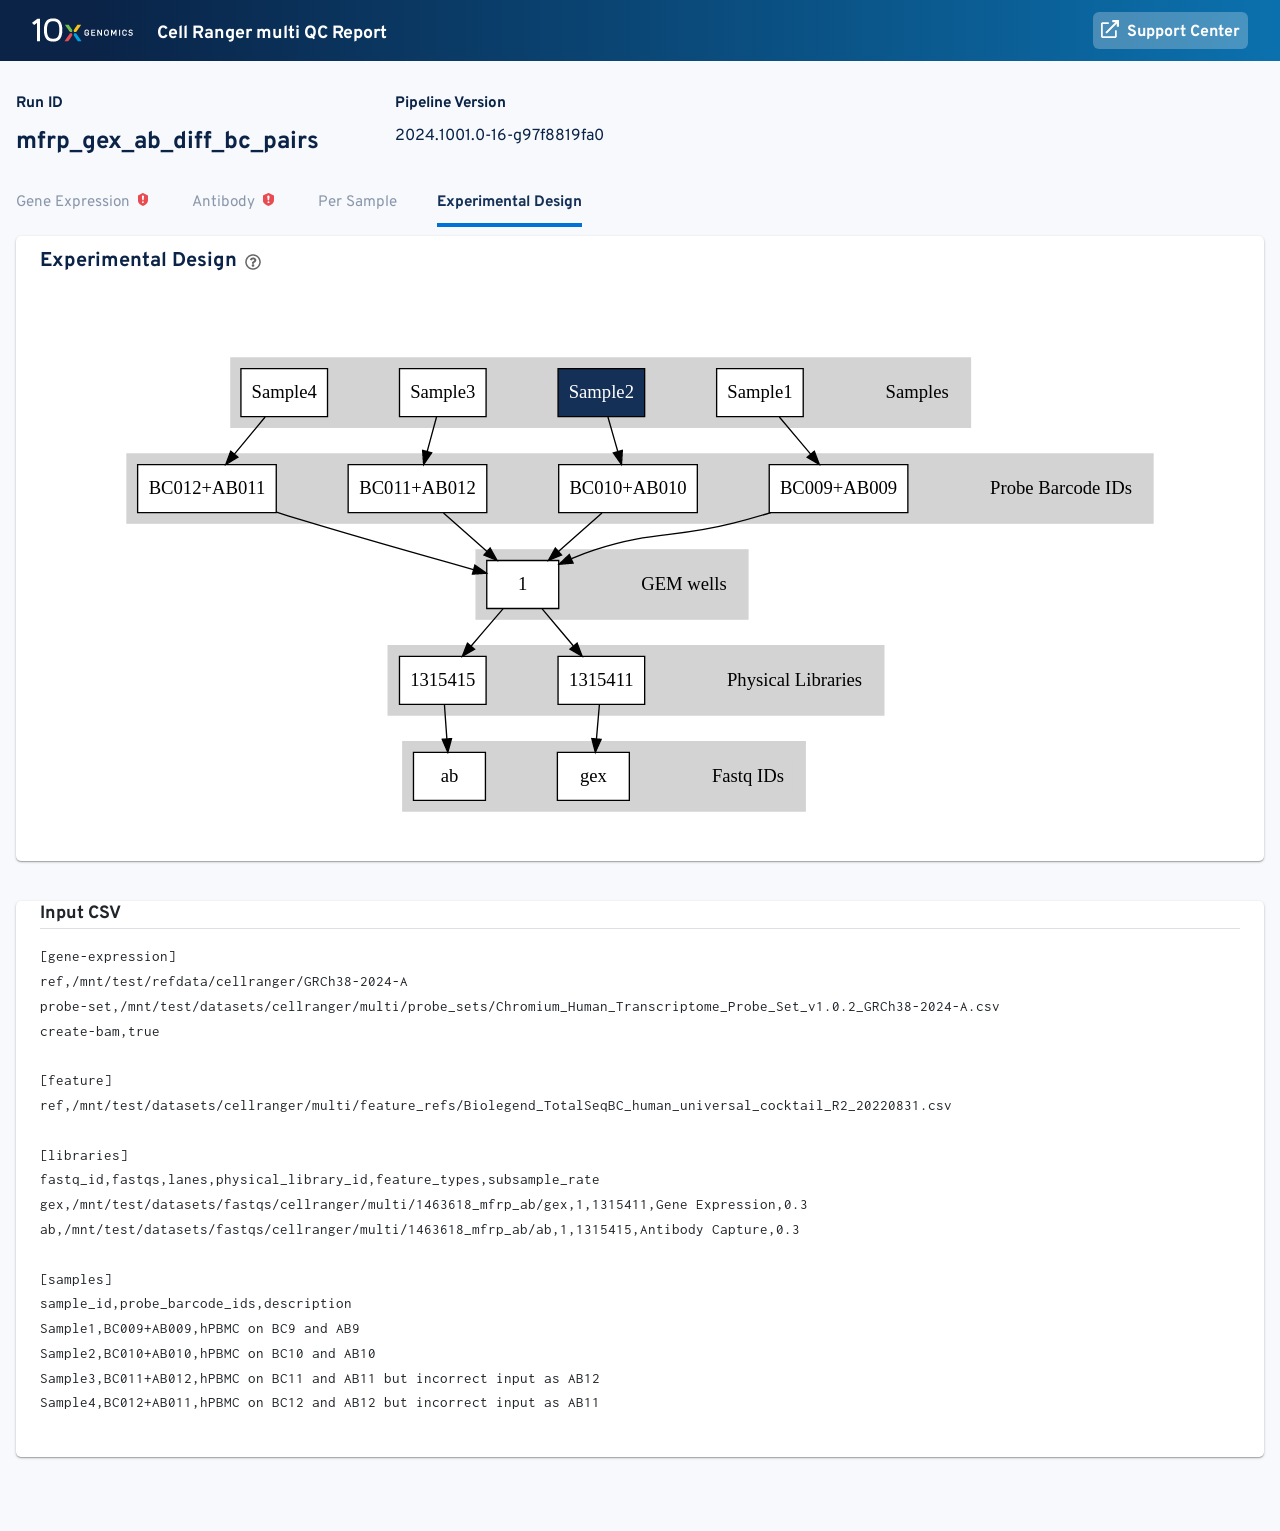 10x GENOMICS Cell Ranger multi QC Report Support Center
Run ID Pipeline Version
mfrp_gex_ab_diff_bc_pairs 2024.1001.0-16-g97f8819fa0
Gene Expression Antibody Per Sample Experimental Design
Experimental Design
Sample4 Sample3 Sample2 Sample1 Samples
BC012+AB011 BC011+AB012 BC010+AB010 BC009+AB009 Probe Barcode IDs
1 GEM wells
1315415 1315411 Physical Libraries
ab gex Fastq IDs
Input CSV
[gene-expression]
ref,/mnt/test/refdata/cellranger/GRCh38-2024-A
probe-set,/mnt/test/datasets/cellranger/multi/probe_sets/Chromium_Human_Transcriptome_Probe_Set_v1.0.2_GRCh38-2024-A.csv
create-bam,true
[feature]
ref,/mnt/test/datasets/cellranger/multi/feature_refs/Biolegend_TotalSeqBC_human_universal_cocktail_R2_20220831.csv
[libraries]
fastq_id,fastqs,lanes,physical_library_id,feature_types,subsample_rate
gex,/mnt/test/datasets/fastqs/cellranger/multi/1463618_mfrp_ab/gex,1,1315411,Gene Expression,0.3
ab,/mnt/test/datasets/fastqs/cellranger/multi/1463618_mfrp_ab/ab,1,1315415,Antibody Capture,0.3
[samples]
sample_id,probe_barcode_ids,description
Sample1,BC009+AB009,hPBMC on BC9 and AB9
Sample2,BC010+AB010,hPBMC on BC10 and AB10
Sample3,BC011+AB012,hPBMC on BC11 and AB11 but incorrect input as AB12
Sample4,BC012+AB011,hPBMC on BC12 and AB12 but incorrect input as AB11